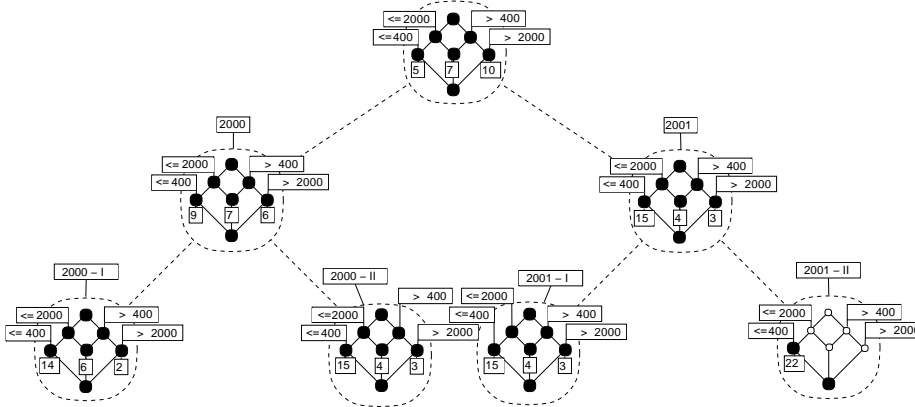 <=2000 > 400
<=400 > 2000
5 7 10
2000 2001
<=2000 > 400 <=2000 > 400
<=400 > 2000 <=400 > 2000
9 7 6 15 4 3
2000 – I 2000 – II 2001 – I 2001 – II
<=2000 > 400 <=2000 > 400 <=2000 > 400 <=2000 > 400
<=400 > 2000 <=400 > 2000 <=400 > 2000 <=400 > 2000
14 6 2 15 4 3 15 4 3 22